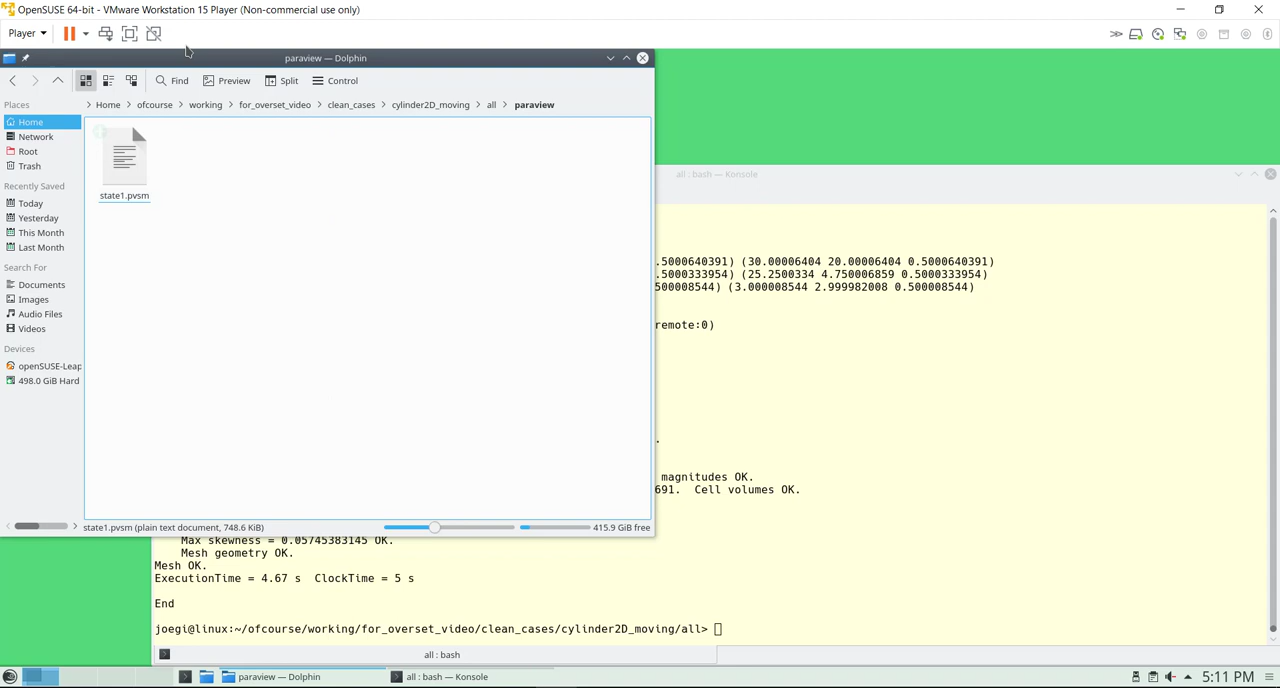 OpenSUSE 64-bit - VMware Workstation 15 Player (Non-commercial use only)
Player
paraview — Dolphin
Find Preview Split Control
Places
Home ofcourse working for_overset_video clean_cases cylinder2D_moving all paraview
Home
Network
Root
Trash
Recently Saved
Today
Yesterday
This Month
Last Month
Search For
Documents
Images
Audio Files
Videos
Devices
openSUSE-Leap
498.0 GiB Hard
state1.pvsm
state1.pvsm (plain text document, 748.6 KiB)
415.9 GiB free
all : bash — Konsole
.5000640391) (30.00006404 20.00006404 0.5000640391)
.5000333954) (25.2500334 4.750006859 0.5000333954)
500008544) (3.000008544 2.999982008 0.500008544)
remote:0)
.
magnitudes OK.
691. Cell volumes OK.
Max skewness = 0.05745383145 OK.
Mesh geometry OK.
Mesh OK.
ExecutionTime = 4.67 s ClockTime = 5 s
End
joegi@linux:~/ofcourse/working/for_overset_video/clean_cases/cylinder2D_moving/all>
all : bash
paraview — Dolphin
all : bash — Konsole
5:11 PM